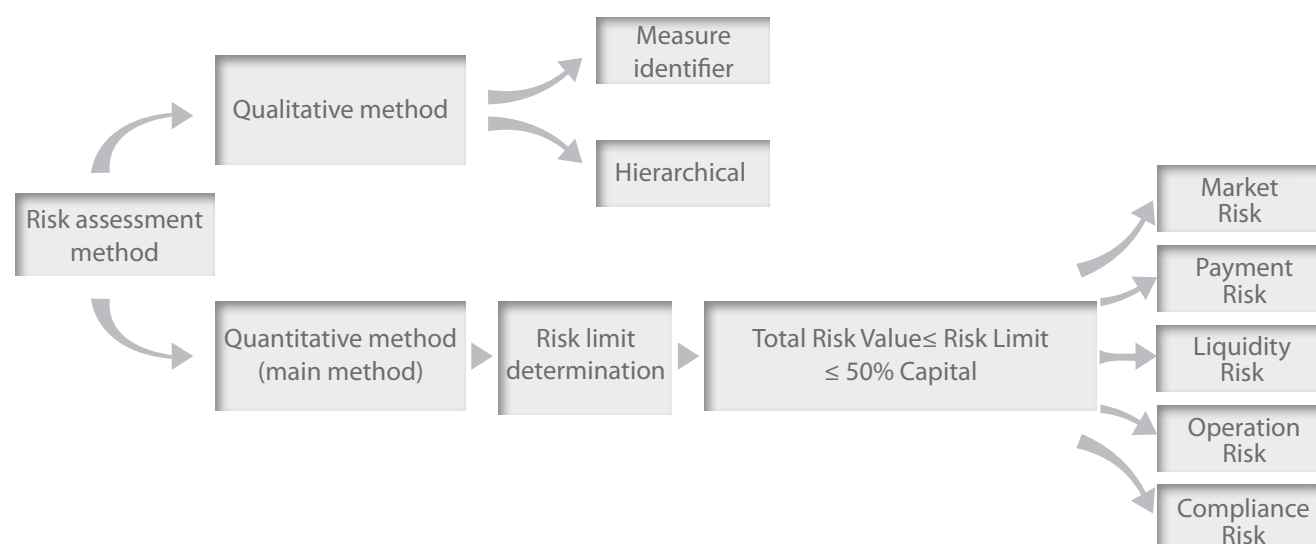 Measure
identifier
Qualitative method
Hierarchical
Risk assessment
method
Quantitative method
(main method)
Risk limit
determination
Total Risk Value≤ Risk Limit
≤ 50% Capital
Market
Risk
Payment
Risk
Liquidity
Risk
Operation
Risk
Compliance
Risk